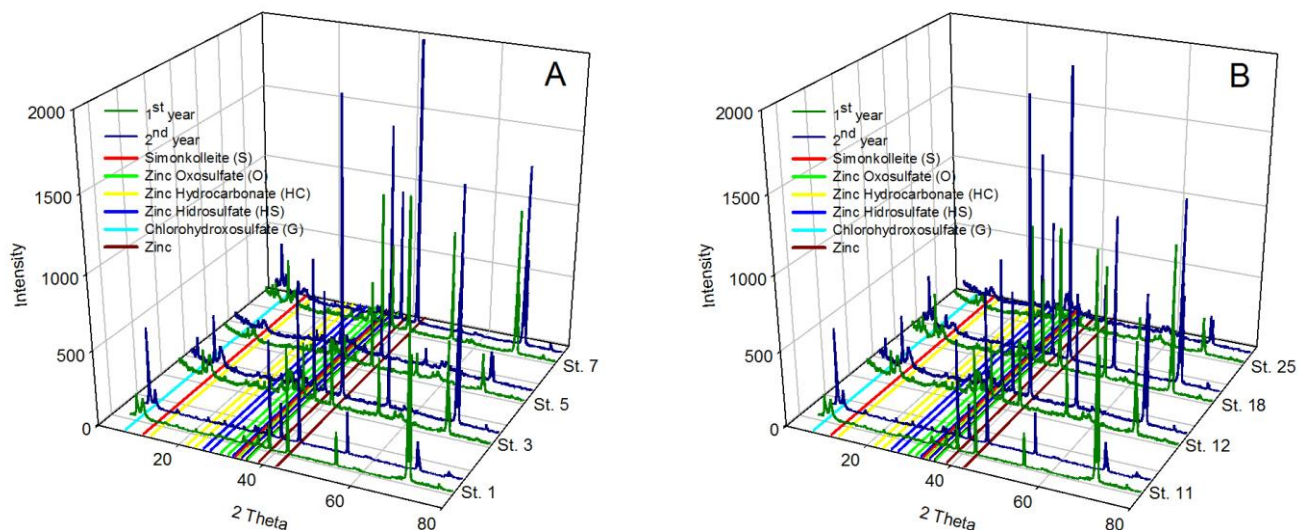 A
2000
1500
1000
500
0
Intensity
1st year
2nd year
Simonkolleite (S)
Zinc Oxosulfate (O)
Zinc Hydrocarbonate (HC)
Zinc Hidrosulfate (HS)
Chlorohydroxosulfate (G)
Zinc
20
40
60
80
2 Theta
St. 1
St. 3
St. 5
St. 7
B
2000
1500
1000
500
0
Intensity
1st year
2nd year
Simonkolleite (S)
Zinc Oxosulfate (O)
Zinc Hydrocarbonate (HC)
Zinc Hidrosulfate (HS)
Chlorohydroxosulfate (G)
Zinc
20
40
60
80
2 Theta
St. 11
St. 12
St. 18
St. 25